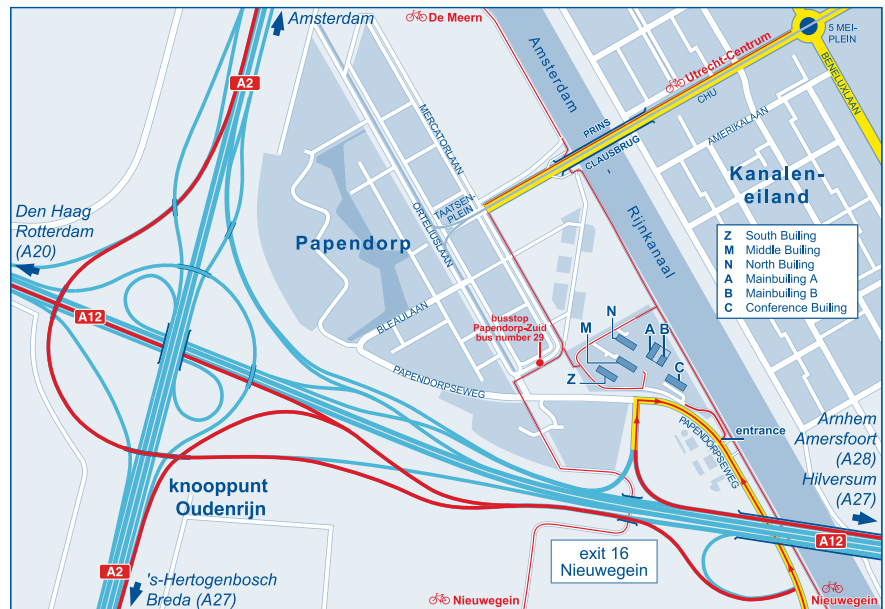 Amsterdam
De Meern
5 MEI-
PLEIN
A2
Amsterdam
Utrecht-Centrum
BENELUXLAAN
MERCATORLAAN
PRINS
CHU
CLAUSBRUG
AMERIKALAAN
Kanalen-
eiland
Den Haag
Rotterdam
(A20)
TAATSEN-
PLEIN
ORTELIUSLAAN
Papendorp
Rijnkanaal
Z South Builing
M Middle Builing
N North Builing
A Mainbuiling A
B Mainbuiling B
C Conference Builing
A12
BLEAULAAN
busstop
Papendorp-Zuid
bus number 29
N
M
A
B
C
Z
PAPENDORPSEWEG
PAPENDORPSEWEG
entrance
Arnhem
Amersfoort
(A28)
Hilversum
(A27)
knooppunt
Oudenrijn
A12
exit 16
Nieuwegein
A2
's-Hertogenbosch
Breda (A27)
Nieuwegein
Nieuwegein